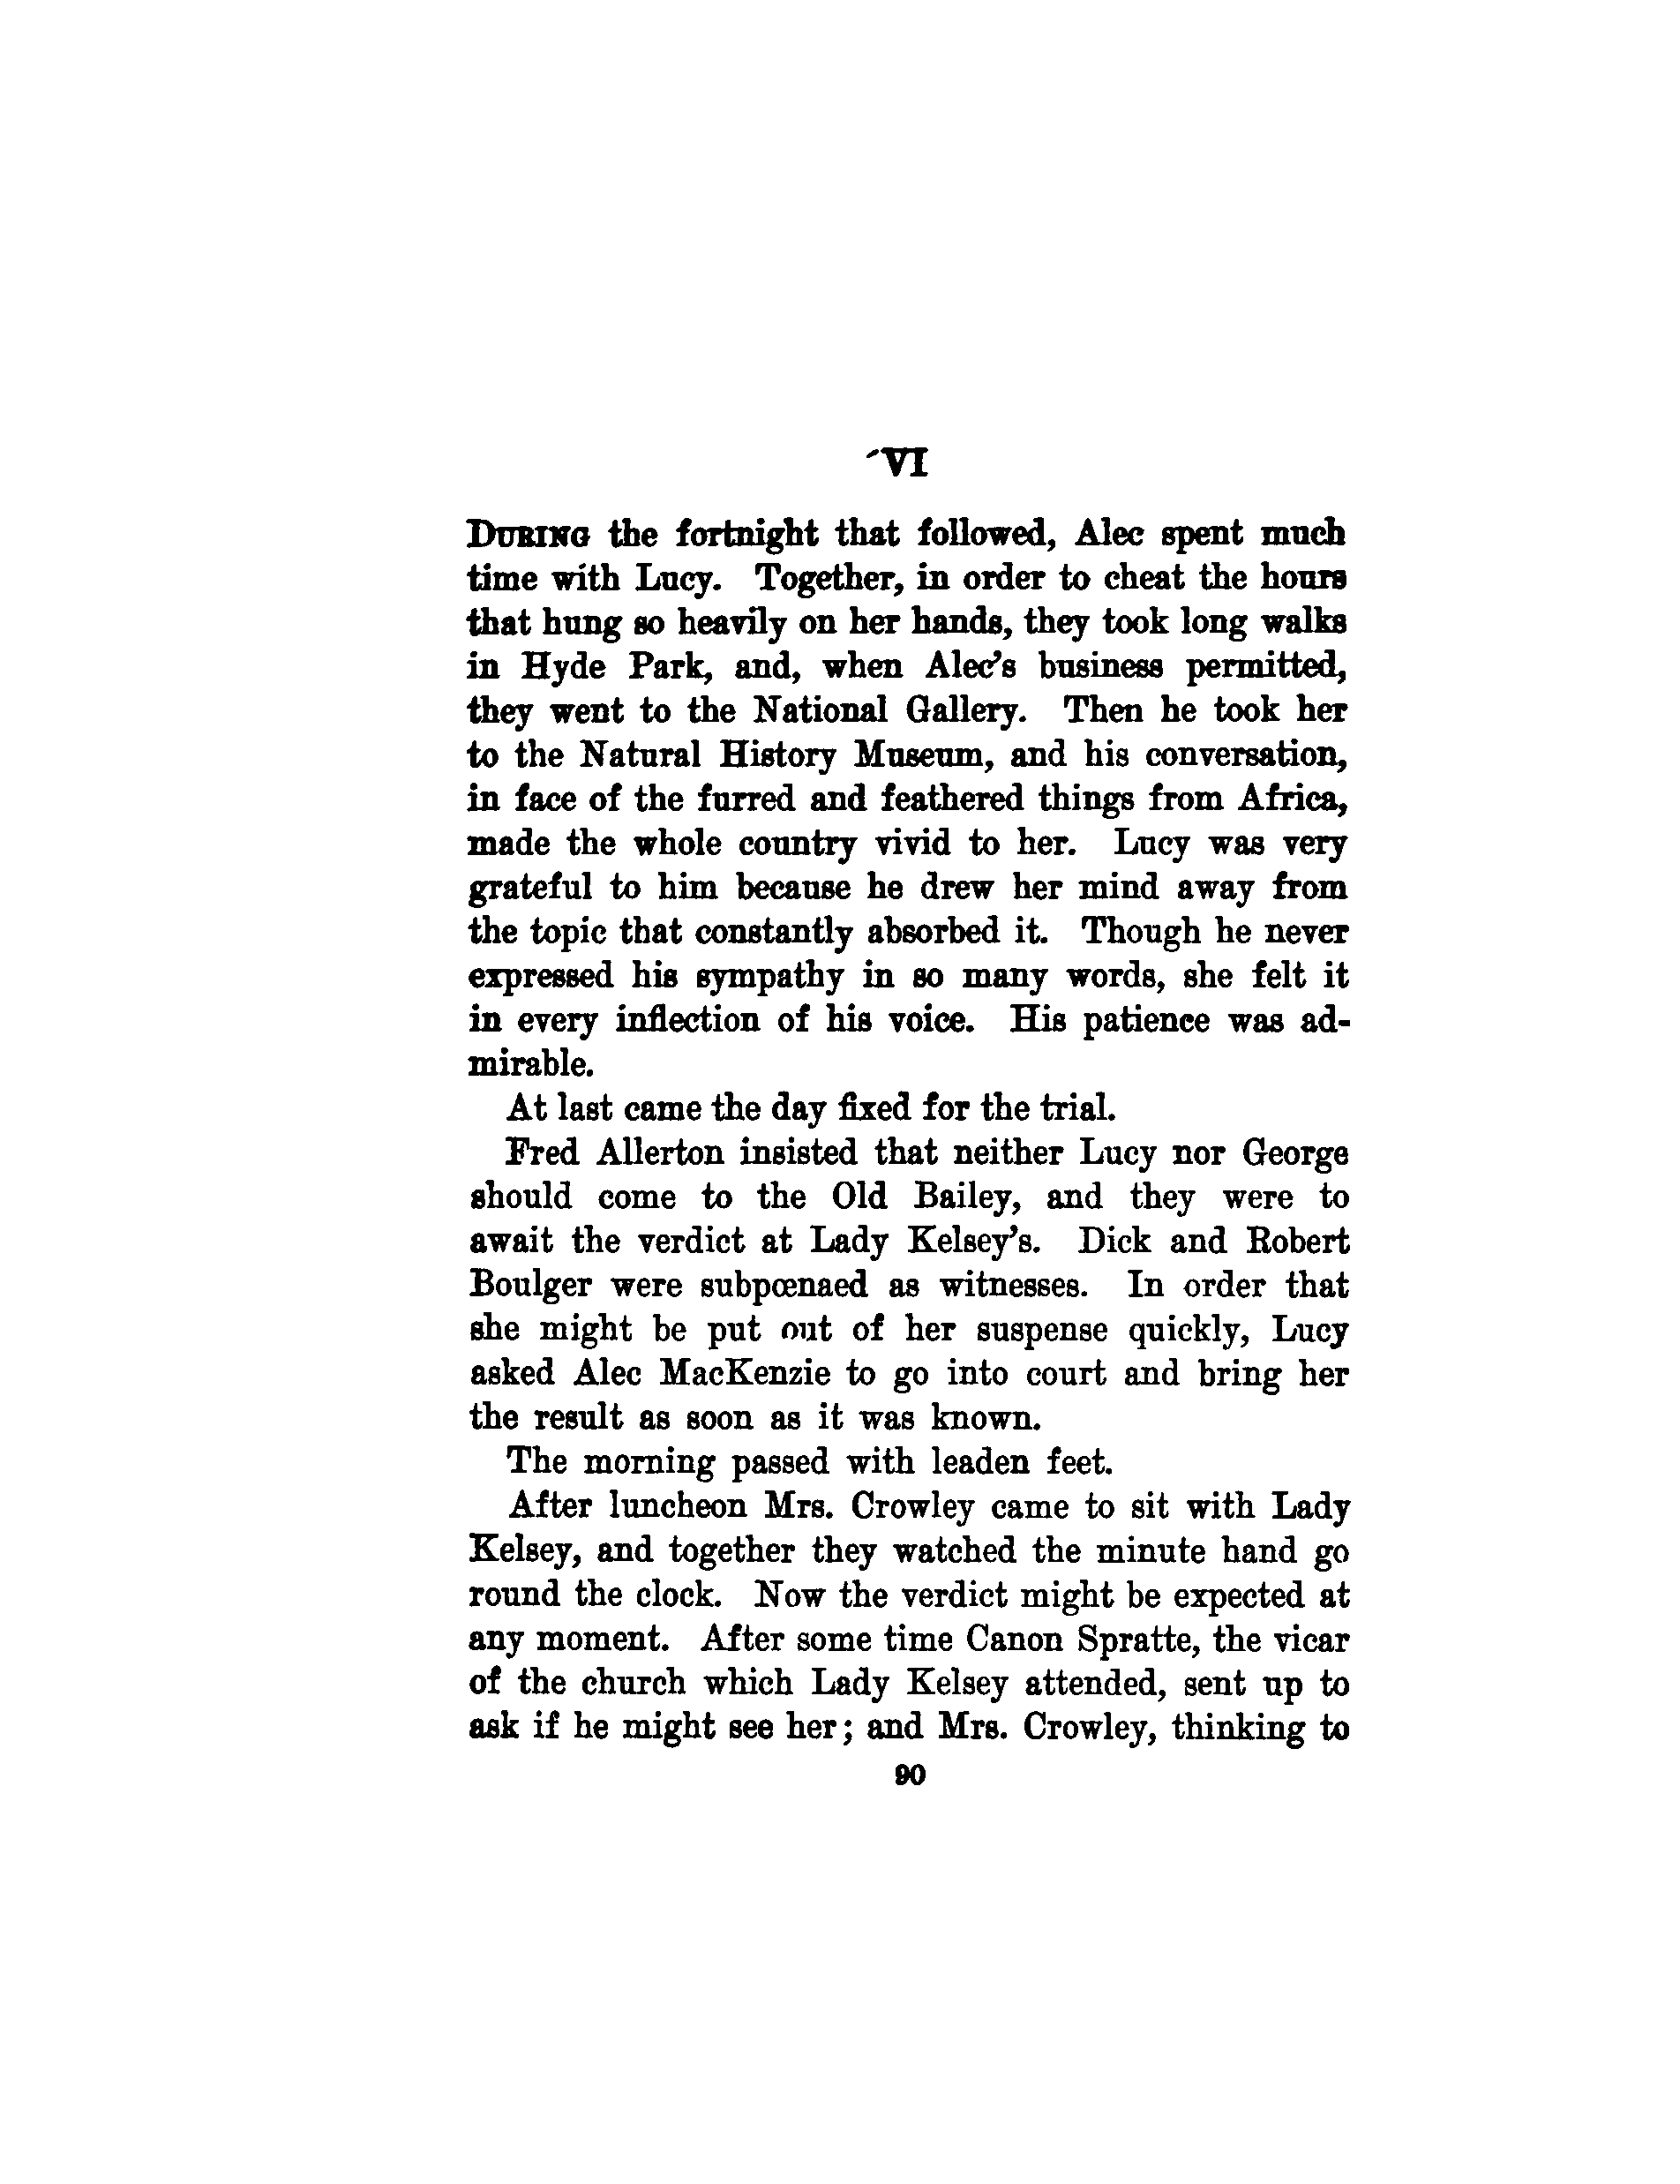 VI
DURING the fortnight that followed, Alec spent much
time with Lucy. Together, in order to cheat the hours
that hung so heavily on her hands, they took long walks
in Hyde Park, and, when Alec's business permitted,
they went to the National Gallery. Then he took her
to the Natural History Museum, and his conversation,
in face of the furred and feathered things from Africa,
made the whole country vivid to her. Lucy was very
grateful to him because he drew her mind away from
the topic that constantly absorbed it. Though he never
expressed his sympathy in so many words, she felt it
in every inflection of his voice. His patience was ad-
mirable.
At last came the day fixed for the trial.
Fred Allerton insisted that neither Lucy nor George
should come to the Old Bailey, and they were to
await the verdict at Lady Kelsey's. Dick and Robert
Boulger were subpœnaed as witnesses. In order that
she might be put out of her suspense quickly, Lucy
asked Alec MacKenzie to go into court and bring her
the result as soon as it was known.
The morning passed with leaden feet.
After luncheon Mrs. Crowley came to sit with Lady
Kelsey, and together they watched the minute hand go
round the clock. Now the verdict might be expected at
any moment. After some time Canon Spratte, the vicar
of the church which Lady Kelsey attended, sent up to
ask if he might see her; and Mrs. Crowley, thinking to
90